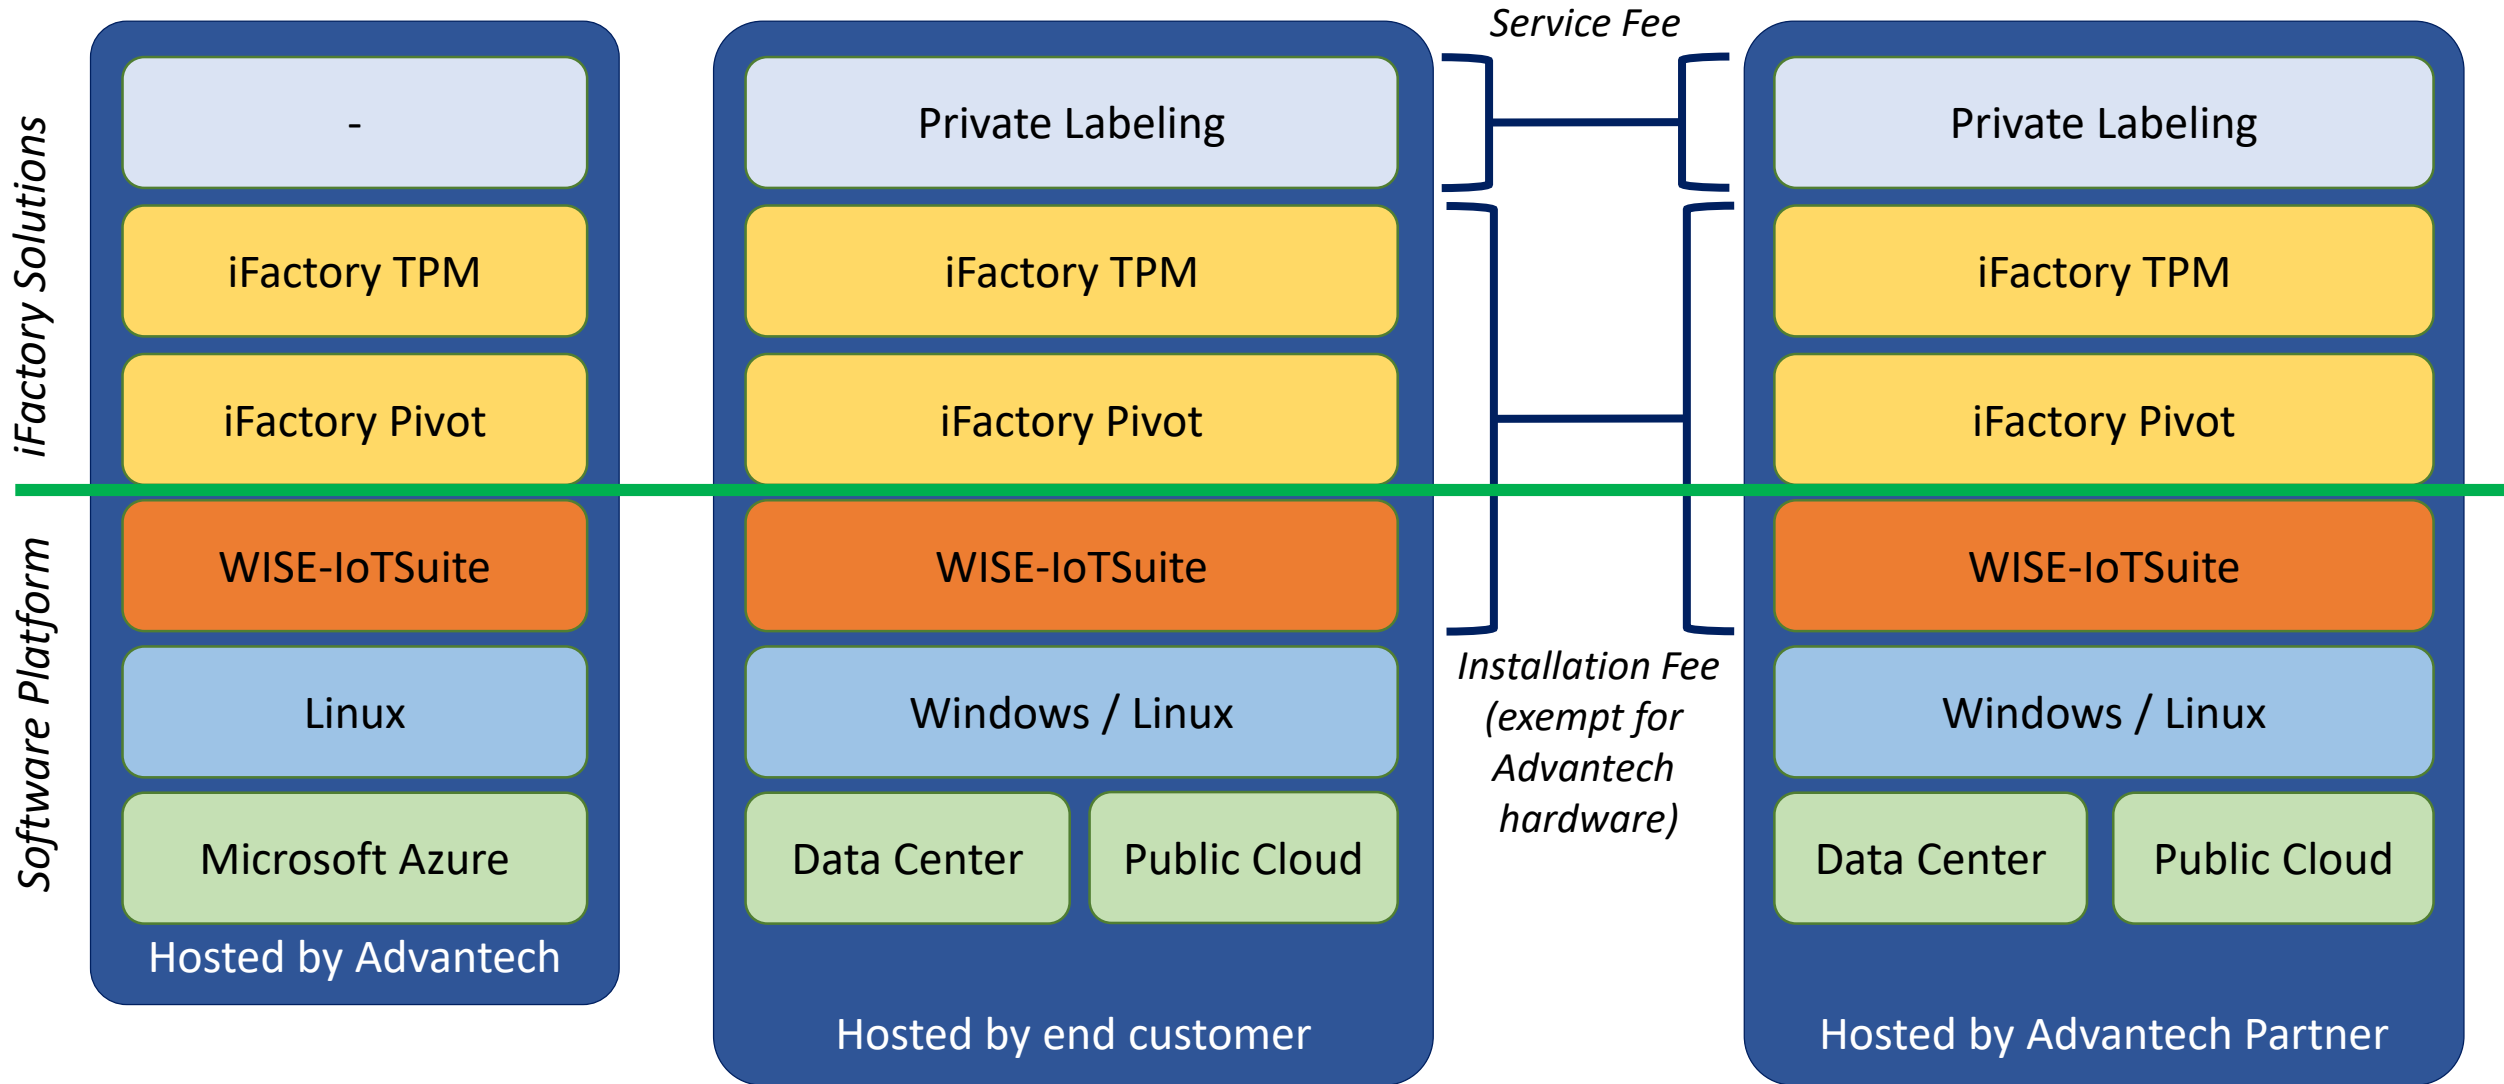 iFactory Solutions
Software Platform
-
iFactory TPM
iFactory Pivot
WISE-IoTSuite
Linux
Microsoft Azure
Hosted by Advantech
Private Labeling
iFactory TPM
iFactory Pivot
WISE-IoTSuite
Windows / Linux
Data Center
Public Cloud
Hosted by end customer
Service Fee
Installation Fee
(exempt for
Advantech
hardware)
Private Labeling
iFactory TPM
iFactory Pivot
WISE-IoTSuite
Windows / Linux
Data Center
Public Cloud
Hosted by Advantech Partner